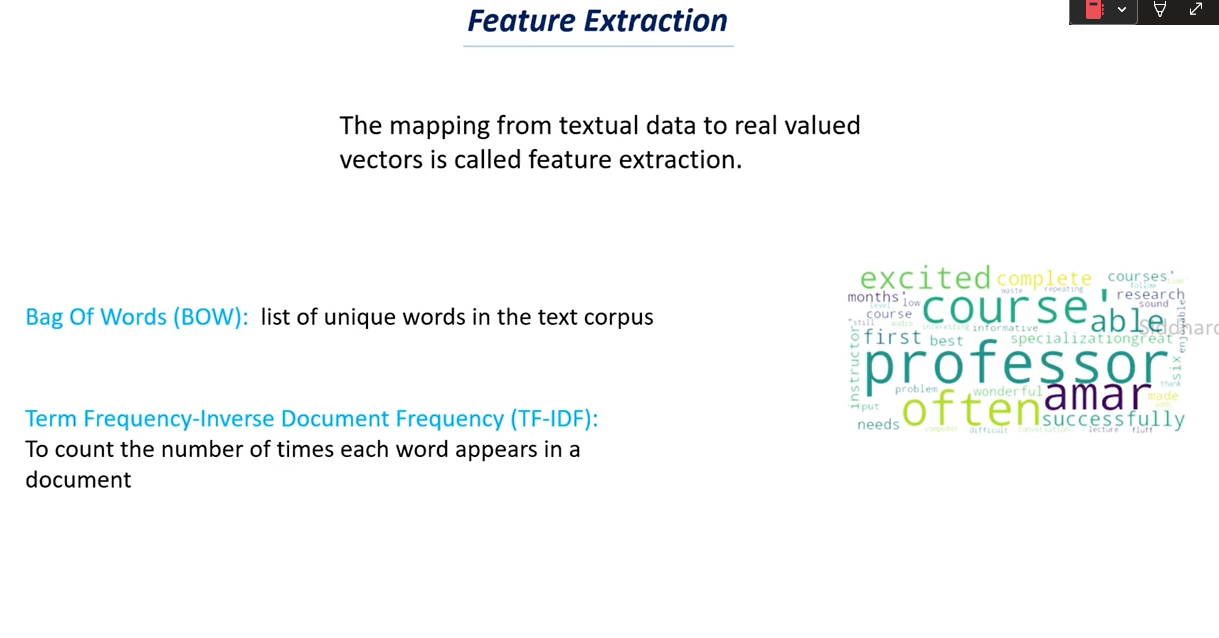 Feature Extraction
The mapping from textual data to real valued
vectors is called feature extraction.
Bag Of Words (BOW): list of unique words in the text corpus
Term Frequency-Inverse Document Frequency (TF-IDF):
To count the number of times each word appears in a
document
excited complete courses'
waste repeating follow
months' low course' research
level sound
course able
still audio interesting informative
first best specialization great
instructor professor six enjoyable
problem wonderful amar thank
put often made
needs successfully
computer difficult conversation lecture fluff